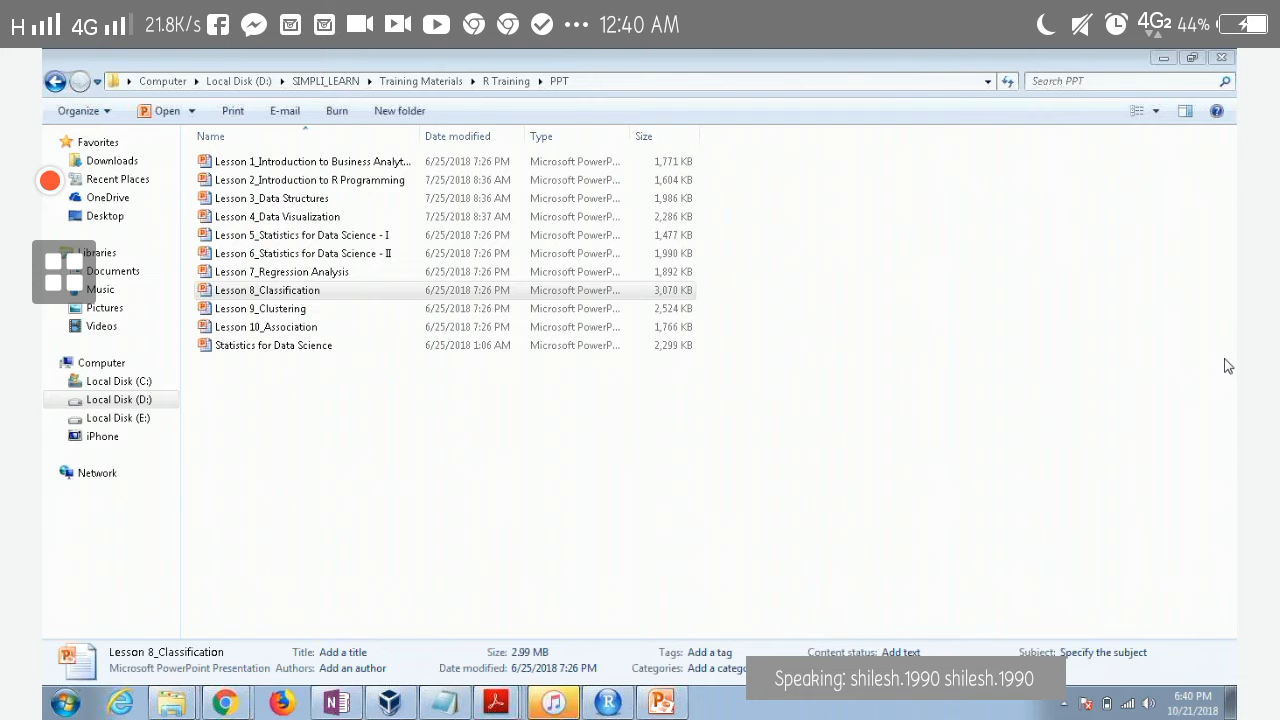 H 4G 21.8K/s 12:40 AM 4G2 44%
Computer Local Disk (D:) SIMPLI_LEARN Training Materials R Training PPT Search PPT
Organize Open Print E-mail Burn New folder
Name Date modified Type Size
Favorites
Downloads
Recent Places
OneDrive
Desktop
Libraries
Documents
Music
Pictures
Videos
Computer
Local Disk (C:)
Local Disk (D:)
Local Disk (E:)
iPhone
Network
Lesson 1_Introduction to Business Analyt... 6/25/2018 7:26 PM Microsoft PowerP... 1,771 KB
Lesson 2_Introduction to R Programming 7/25/2018 8:36 AM Microsoft PowerP... 1,604 KB
Lesson 3_Data Structures 7/25/2018 8:36 AM Microsoft PowerP... 1,986 KB
Lesson 4_Data Visualization 7/25/2018 8:37 AM Microsoft PowerP... 2,286 KB
Lesson 5_Statistics for Data Science - I 6/25/2018 7:26 PM Microsoft PowerP... 1,477 KB
Lesson 6_Statistics for Data Science - II 6/25/2018 7:26 PM Microsoft PowerP... 1,990 KB
Lesson 7_Regression Analysis 6/25/2018 7:26 PM Microsoft PowerP... 1,892 KB
Lesson 8_Classification 6/25/2018 7:26 PM Microsoft PowerP... 3,070 KB
Lesson 9_Clustering 6/25/2018 7:26 PM Microsoft PowerP... 2,524 KB
Lesson 10_Association 6/25/2018 7:26 PM Microsoft PowerP... 1,766 KB
Statistics for Data Science 6/25/2018 1:06 AM Microsoft PowerP... 2,299 KB
Lesson 8_Classification Title: Add a title Size: 2.99 MB Tags: Add a tag Content status: Add text Subject: Specify the subject
Microsoft PowerPoint Presentation Authors: Add an author Date modified: 6/25/2018 7:26 PM Categories: Add a catego
Speaking: shilesh.1990 shilesh.1990
6:40 PM
10/21/2018